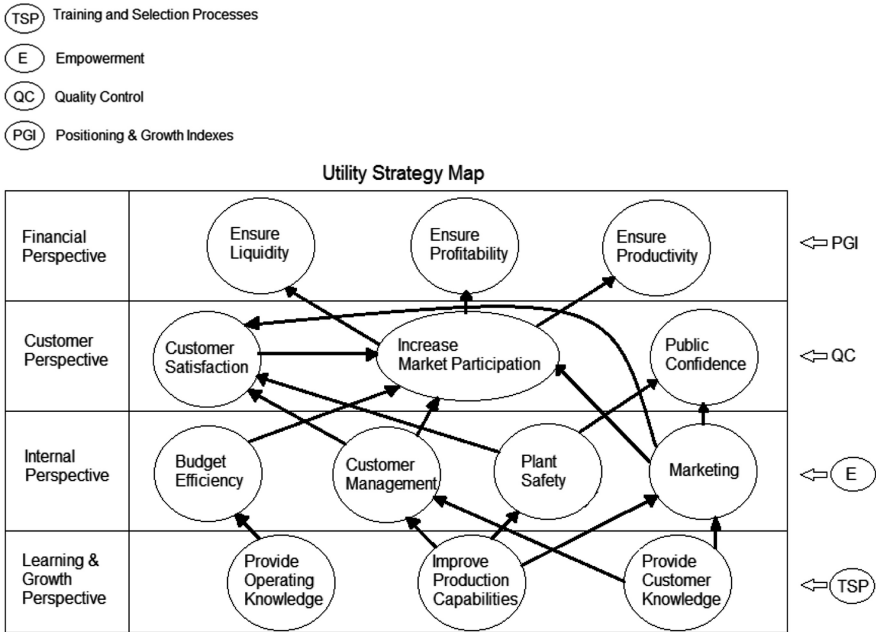 TSP Training and Selection Processes
E Empowerment
QC Quality Control
PGI Positioning & Growth Indexes
Utility Strategy Map
Financial
Perspective
Ensure
Liquidity
Ensure
Profitability
Ensure
Productivity
PGI
Customer
Perspective
Customer
Satisfaction
Increase
Market Participation
Public
Confidence
QC
Internal
Perspective
Budget
Efficiency
Customer
Management
Plant
Safety
Marketing
E
Learning &
Growth
Perspective
Provide
Operating
Knowledge
Improve
Production
Capabilities
Provide
Customer
Knowledge
TSP